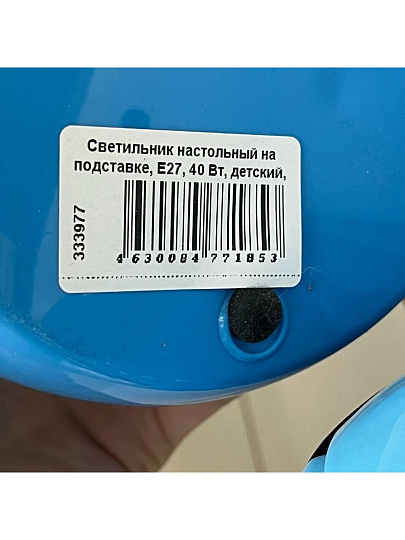 Светильник настольный на
подставке, E27, 40 Вт, детский,
333977
4 630084 771853